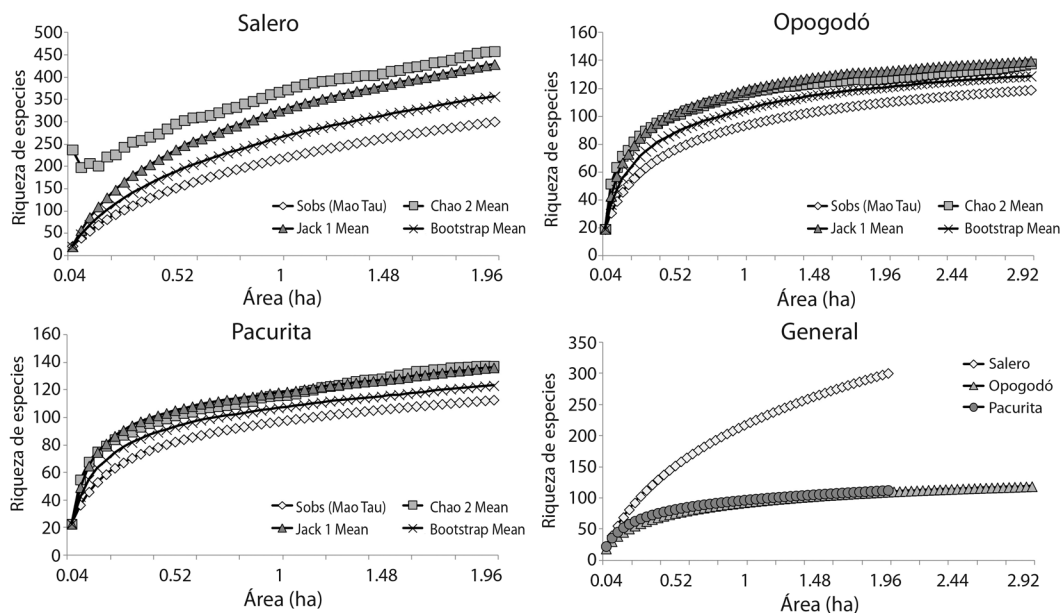 Salero
Riqueza de especies
500
450
400
350
300
250
200
150
100
50
0
Sobs (Mao Tau)
Chao 2 Mean
Jack 1 Mean
Bootstrap Mean
0.04 0.52 1 1.48 1.96
Área (ha)
Opogodó
Riqueza de especies
160
140
120
100
80
60
40
20
0
Sobs (Mao Tau)
Chao 2 Mean
Jack 1 Mean
Bootstrap Mean
0.04 0.52 1 1.48 1.96 2.44 2.92
Área (ha)
Pacurita
Riqueza de especies
160
140
120
100
80
60
40
20
0
Sobs (Mao Tau)
Chao 2 Mean
Jack 1 Mean
Bootstrap Mean
0.04 0.52 1 1.48 1.96
Área (ha)
General
Riqueza de especies
350
300
250
200
150
100
50
0
Salero
Opogodó
Pacurita
0.04 0.52 1 1.48 1.96 2.44 2.92
Área (ha)